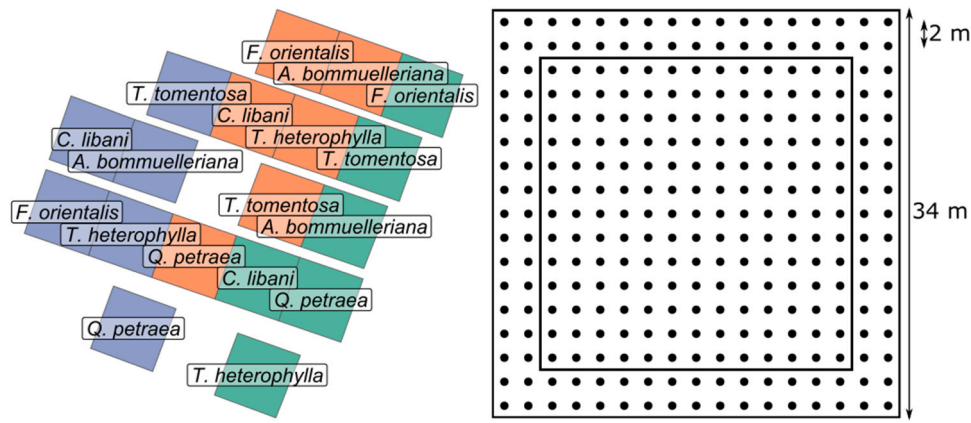 F. orientalis
A. bommuelleriana
F. orientalis
T. tomentosa
C. libani
T. heterophylla
T. tomentosa
C. libani
A. bommuelleriana
T. tomentosa
A. bommuelleriana
F. orientalis
T. heterophylla
Q. petraea
C. libani
Q. petraea
Q. petraea
T. heterophylla
2 m
34 m